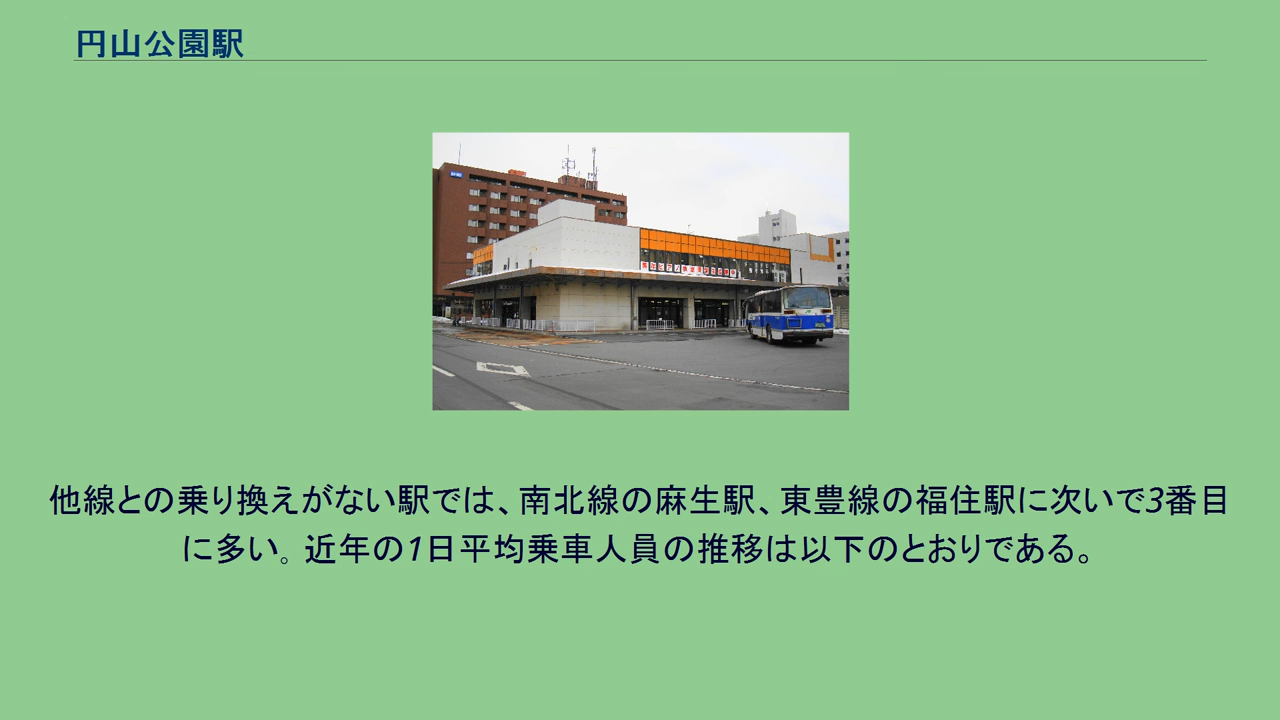 円山公園駅
他線との乗り換えがない駅では、南北線の麻生駅、東豊線の福住駅に次いで3番目
に多い。近年の1日平均乗車人員の推移は以下のとおりである。